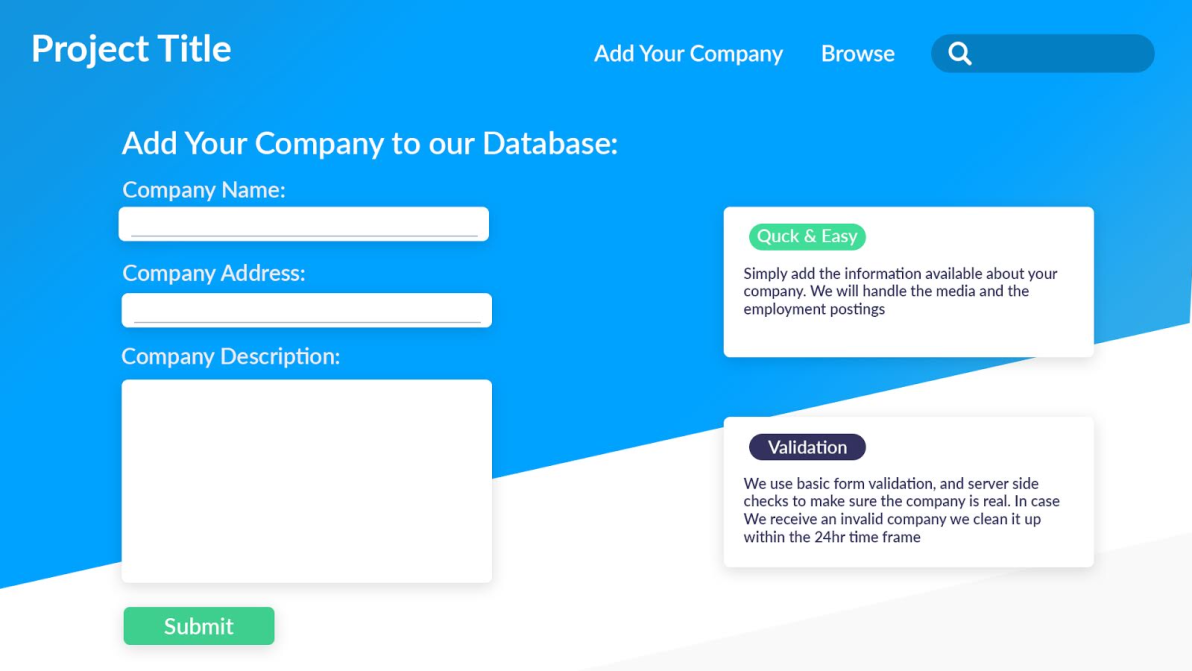 Project Title
Add Your Company
Browse
Add Your Company to our Database:
Company Name:
Company Address:
Company Description:
Submit
Quck & Easy
Simply add the information available about your
company. We will handle the media and the
employment postings
Validation
We use basic form validation, and server side
checks to make sure the company is real. In case
We receive an invalid company we clean it up
within the 24hr time frame